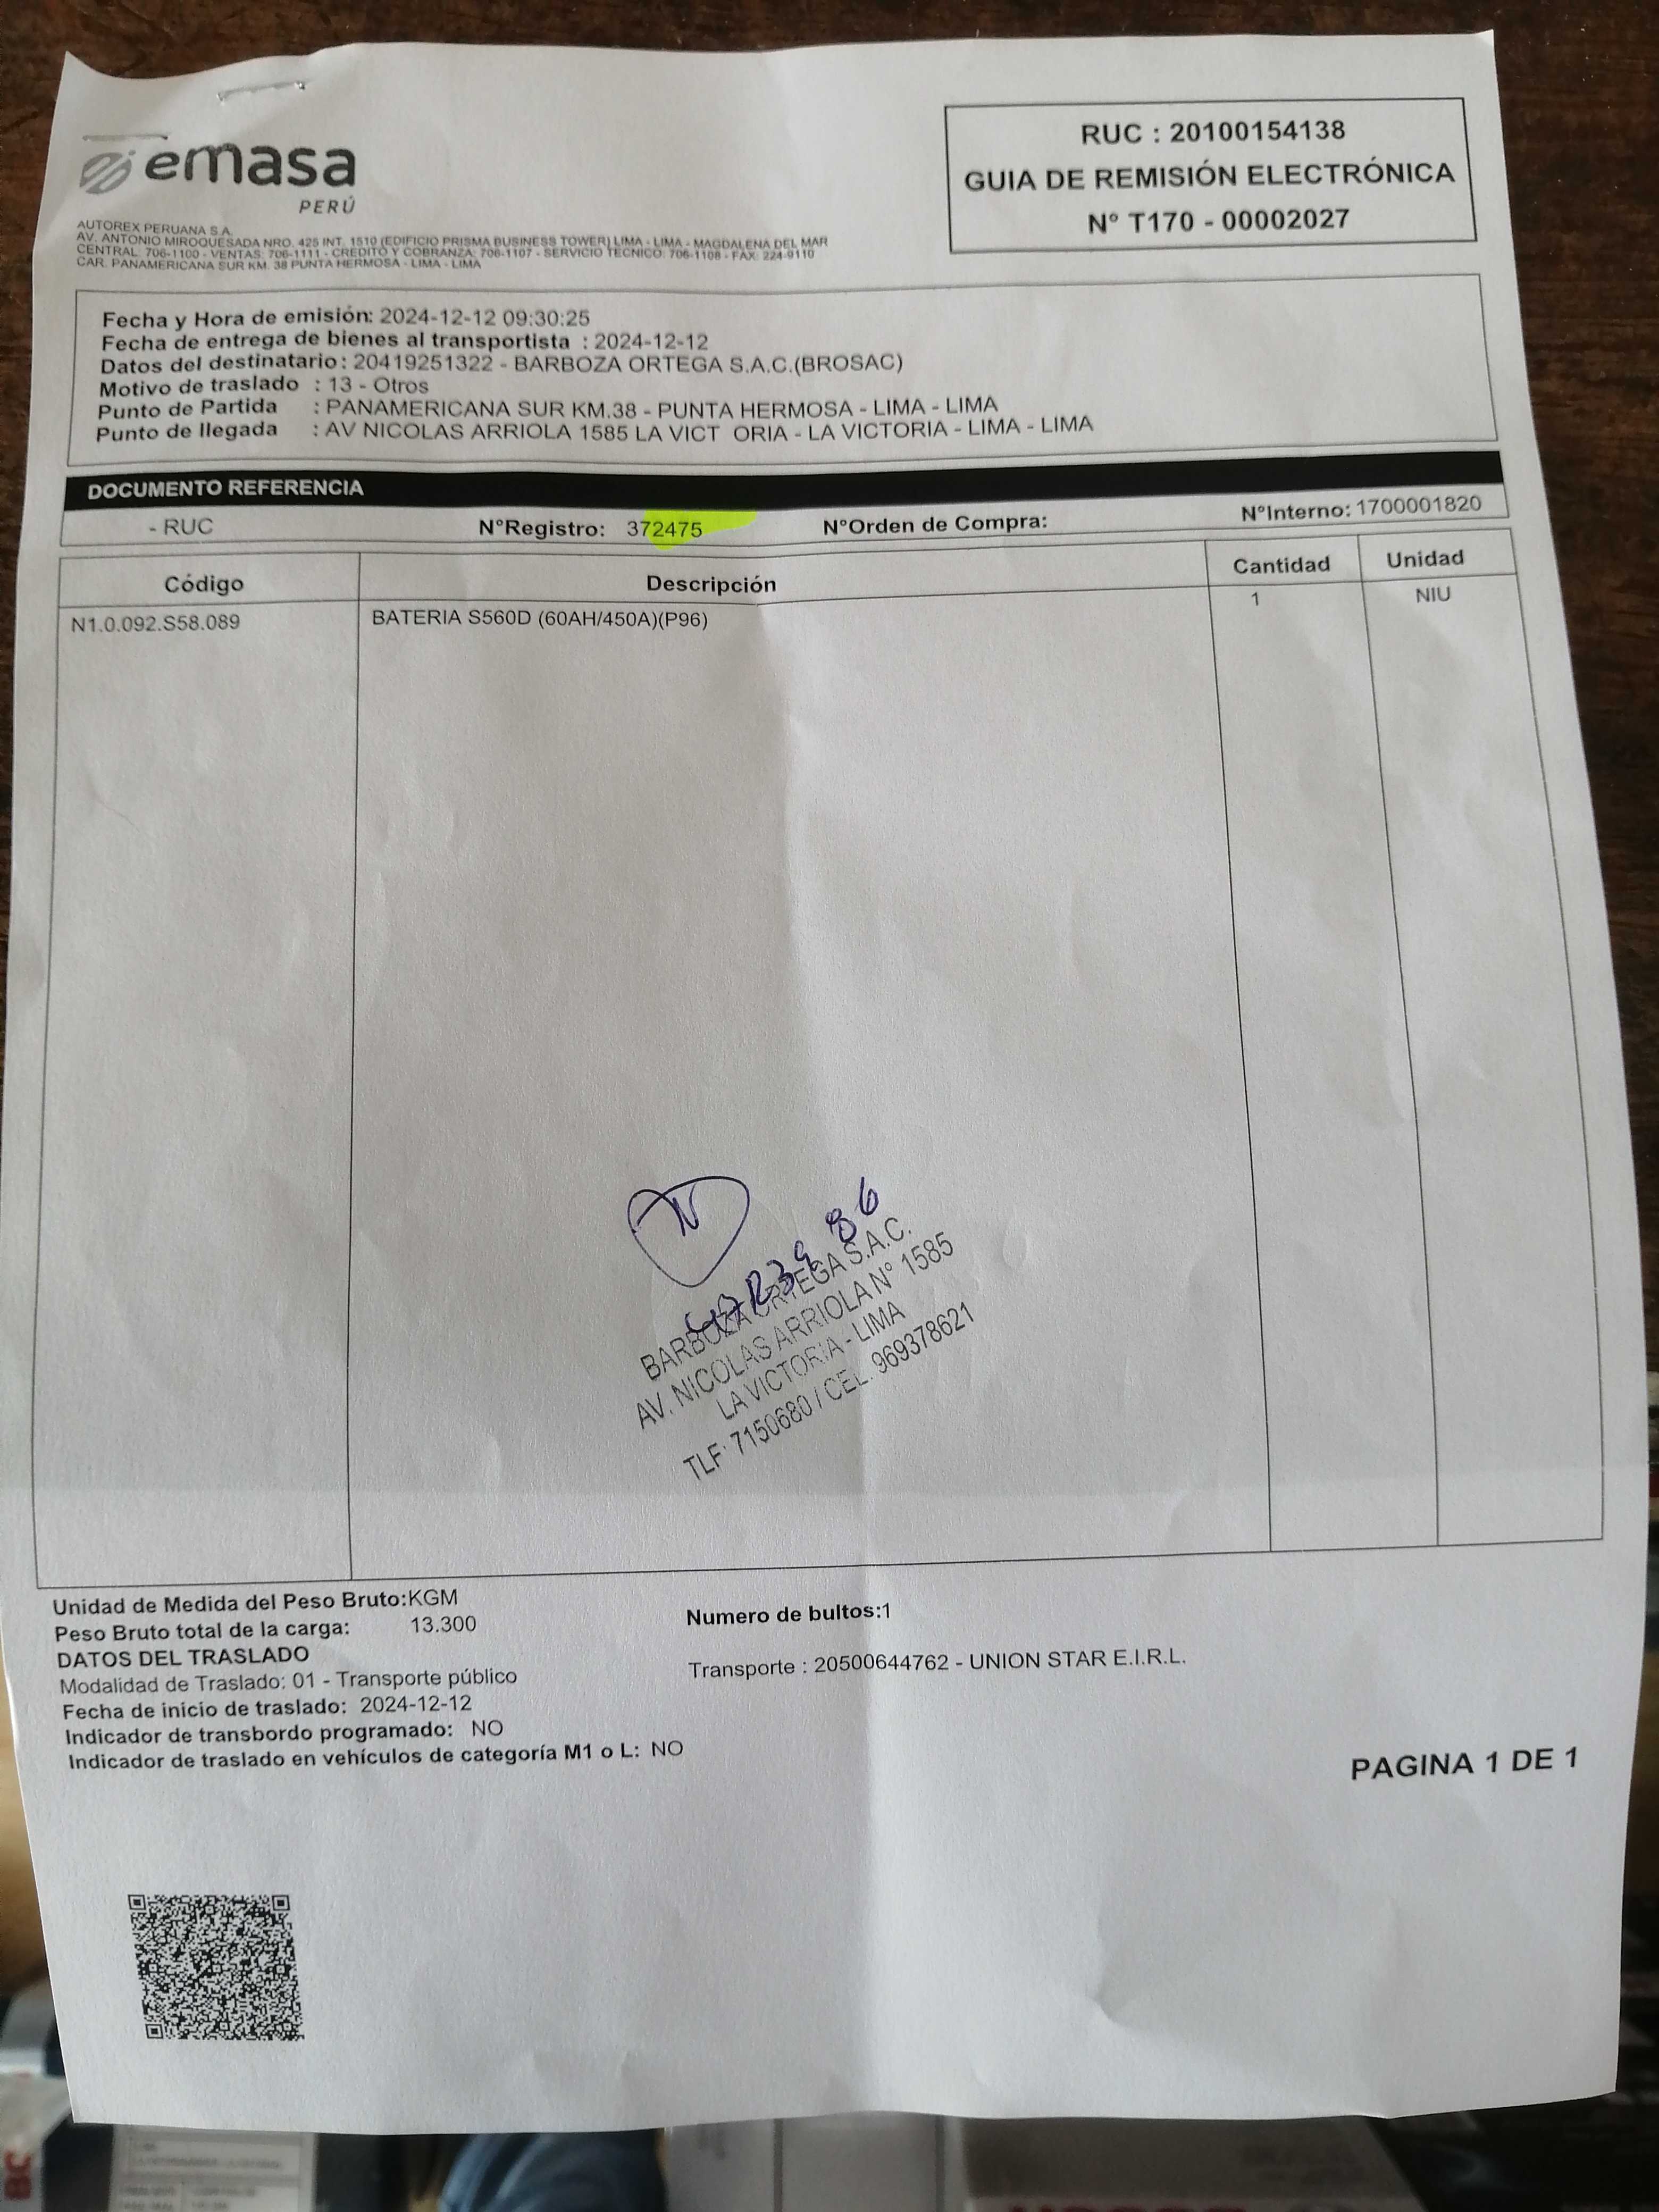 emasa
PERÚ
AUTOREX PERUANA S.A.
AV. ANTONIO MIROQUESADA NRO. 425 INT. 1510 (EDIFICIO PRISMA BUSINESS TOWER) LIMA - LIMA - MAGDALENA DEL MAR
CENTRAL. 706-1100 - VENTAS: 706-1111 - CREDITO Y COBRANZA: 706-1107 - SERVICIO TECNICO: 706-1108 - FAX: 224-9110
CAR. PANAMERICANA SUR KM. 38 PUNTA HERMOSA - LIMA - LIMA
RUC : 20100154138
GUIA DE REMISIÓN ELECTRÓNICA
N° T170 - 00002027
Fecha y Hora de emisión: 2024-12-12 09:30:25
Fecha de entrega de bienes al transportista : 2024-12-12
Datos del destinatario : 20419251322 - BARBOZA ORTEGA S.A.C.(BROSAC)
Motivo de traslado : 13 - Otros
Punto de Partida : PANAMERICANA SUR KM.38 - PUNTA HERMOSA - LIMA - LIMA
Punto de llegada : AV NICOLAS ARRIOLA 1585 LA VICT ORIA - LA VICTORIA - LIMA - LIMA
DOCUMENTO REFERENCIA
- RUC N°Registro: 372475 N°Orden de Compra: N°Interno: 1700001820
Código Descripción Cantidad Unidad
N1.0.092.S58.089 BATERIA S560D (60AH/450A)(P96) 1 NIU
BARBOZA ORTEGA S.A.C.
AV. NICOLAS ARRIOLA N° 1585
LA VICTORIA - LIMA
TLF: 7150680 / CEL. 969378621
Unidad de Medida del Peso Bruto:KGM
Peso Bruto total de la carga: 13.300
Numero de bultos:1
DATOS DEL TRASLADO
Modalidad de Traslado: 01 - Transporte público
Transporte : 20500644762 - UNION STAR E.I.R.L.
Fecha de inicio de traslado: 2024-12-12
Indicador de transbordo programado: NO
Indicador de traslado en vehículos de categoría M1 o L: NO
PAGINA 1 DE 1